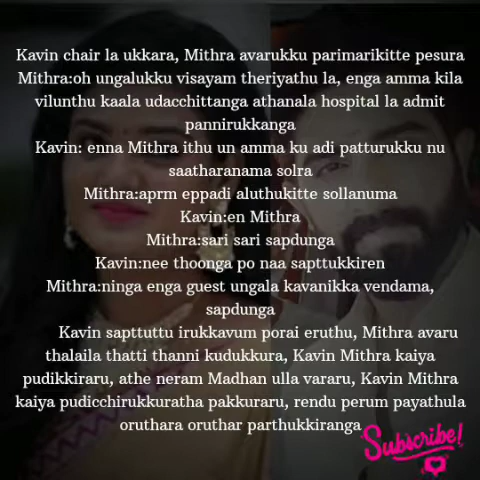 Kavin chair la ukkara, Mithra avarukku parimarikitte pesura
Mithra:oh ungalukku visayam theriyathu la, enga amma kila
vilunthu kaala udacchittanga athanala hospital la admit
pannirukkanga
Kavin: enna Mithra ithu un amma ku adi patturukku nu
saatharanama solra
Mithra:aprm eppadi aluthukitte sollanuma
Kavin:en Mithra
Mithra:sari sari sapdunga
Kavin:nee thoonga po naa sapttukkiren
Mithra:ninga enga guest ungala kavanikka vendama,
sapdunga
Kavin sapttuttu irukkavum porai eruthu, Mithra avaru
thalaila thatti thanni kudukkura, Kavin Mithra kaiya
pudikkiraru, athe neram Madhan ulla vararu, Kavin Mithra
kaiya pudicchirukkuratha pakkuraru, rendu perum payathula
oruthara oruthar parthukkiranga
Subscribe!